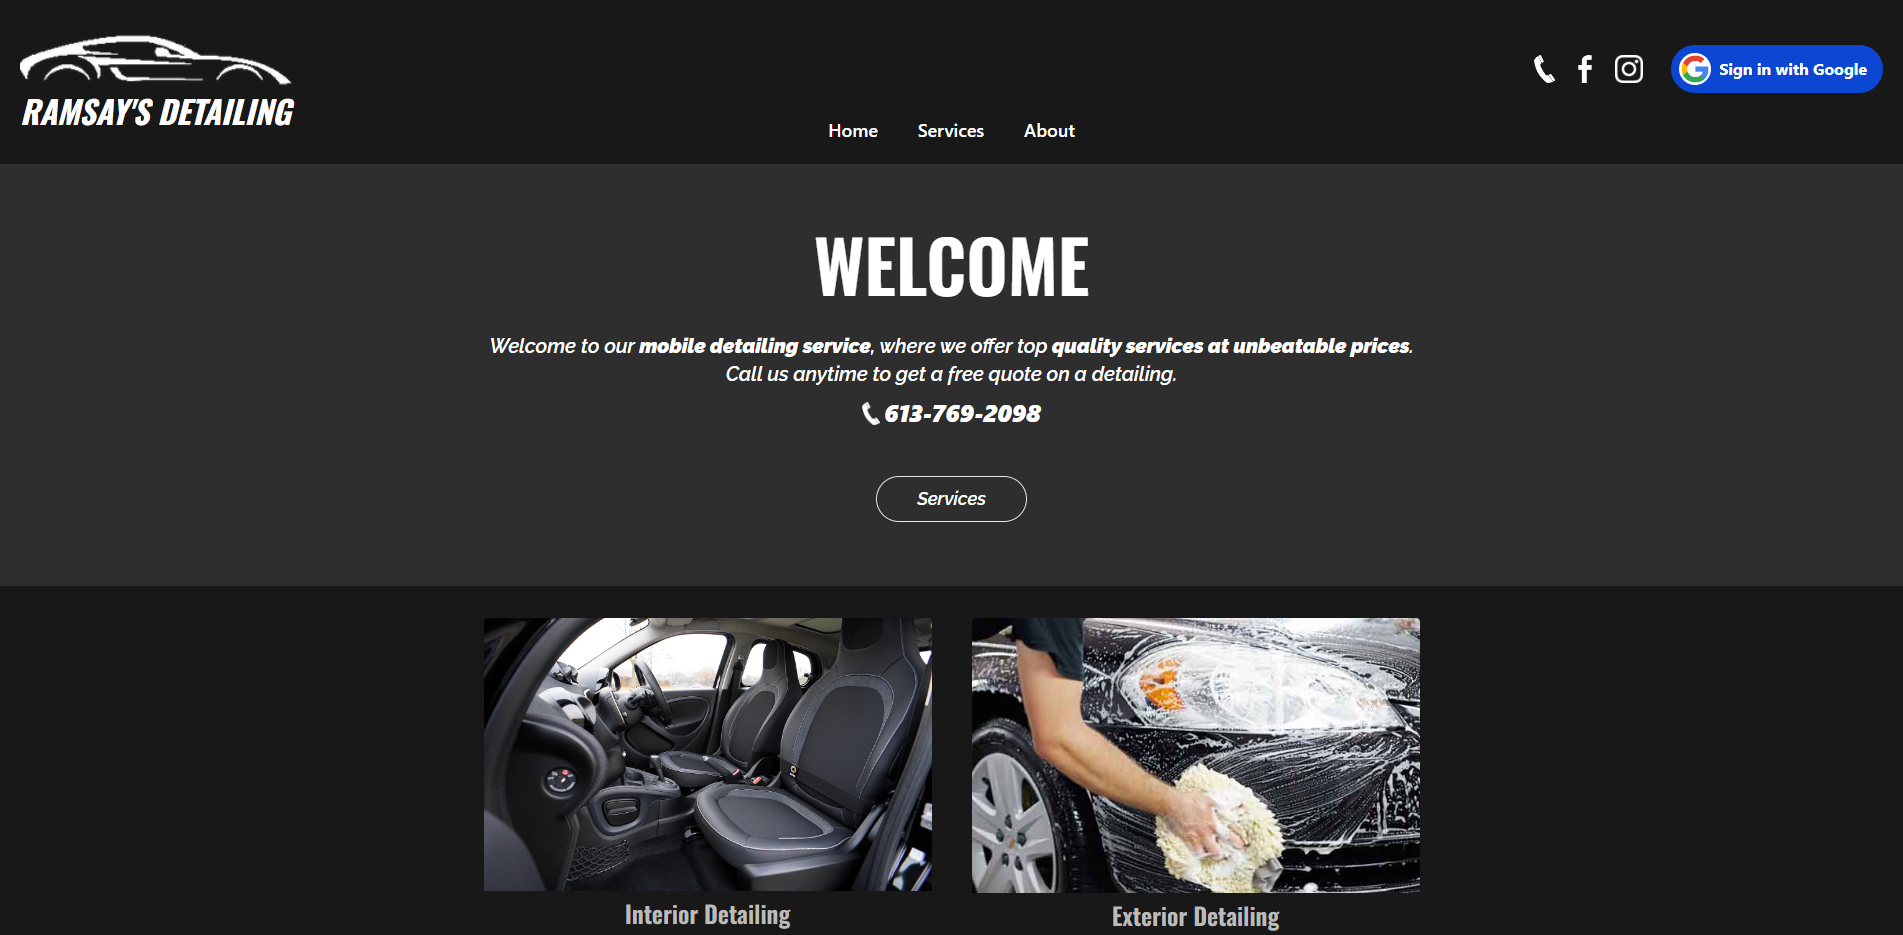 RAMSAY'S DETAILING
Sign in with Google
Home Services About
WELCOME
Welcome to our mobile detailing service, where we offer top quality services at unbeatable prices.
Call us anytime to get a free quote on a detailing.
613-769-2098
Services
Interior Detailing
Exterior Detailing